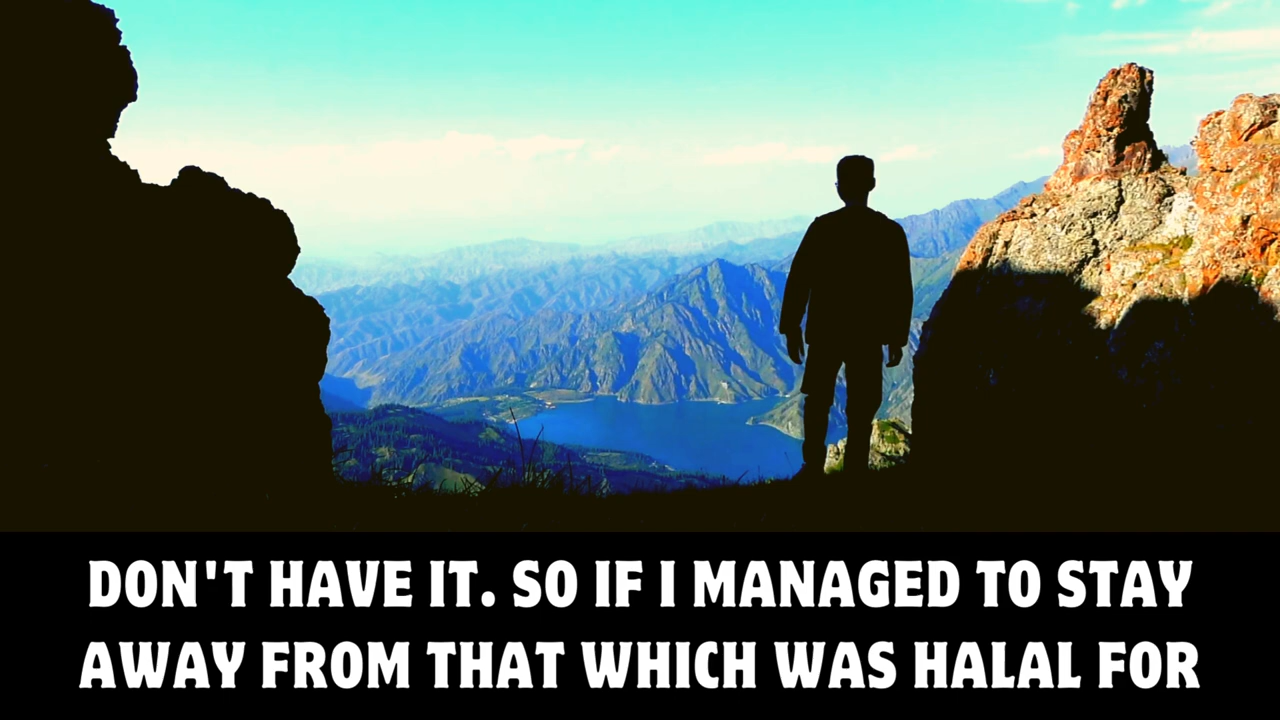 DON'T HAVE IT. SO IF I MANAGED TO STAY
AWAY FROM THAT WHICH WAS HALAL FOR